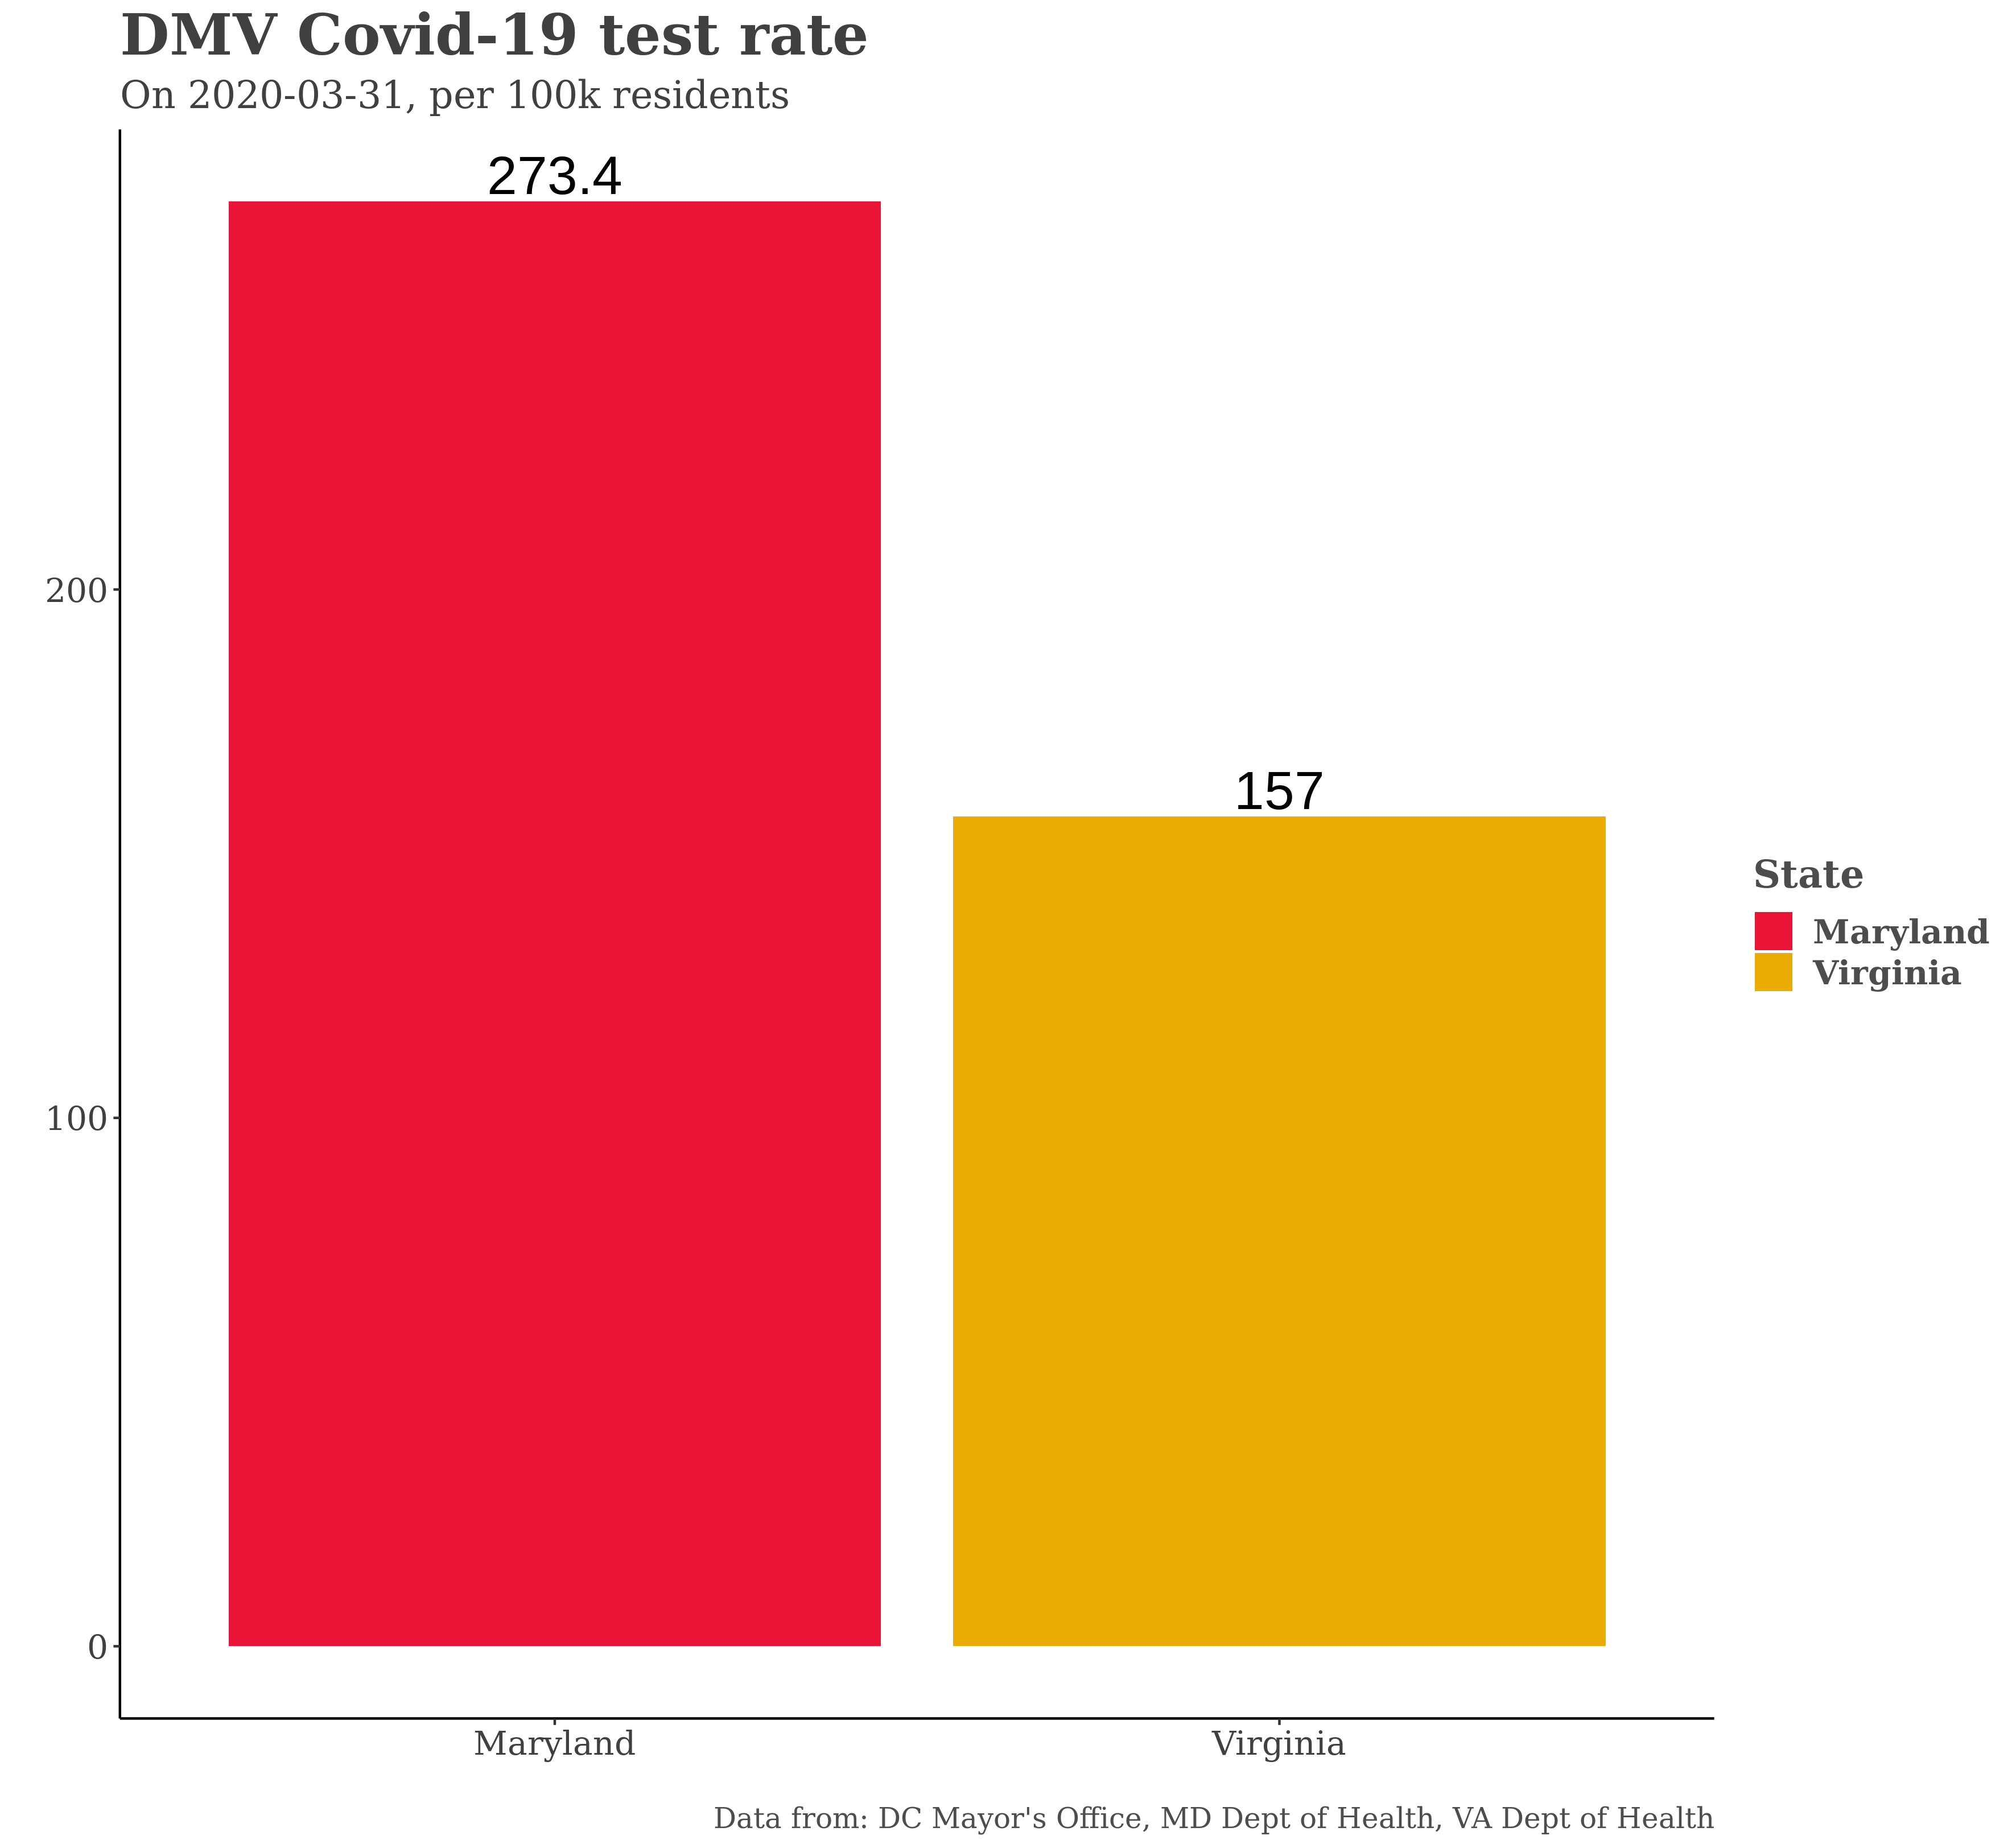 DMV Covid-19 test rate
On 2020-03-31, per 100k residents
273.4
200
157
State
Maryland
Virginia
100
0
Maryland
Virginia
Data from: DC Mayor's Office, MD Dept of Health, VA Dept of Health